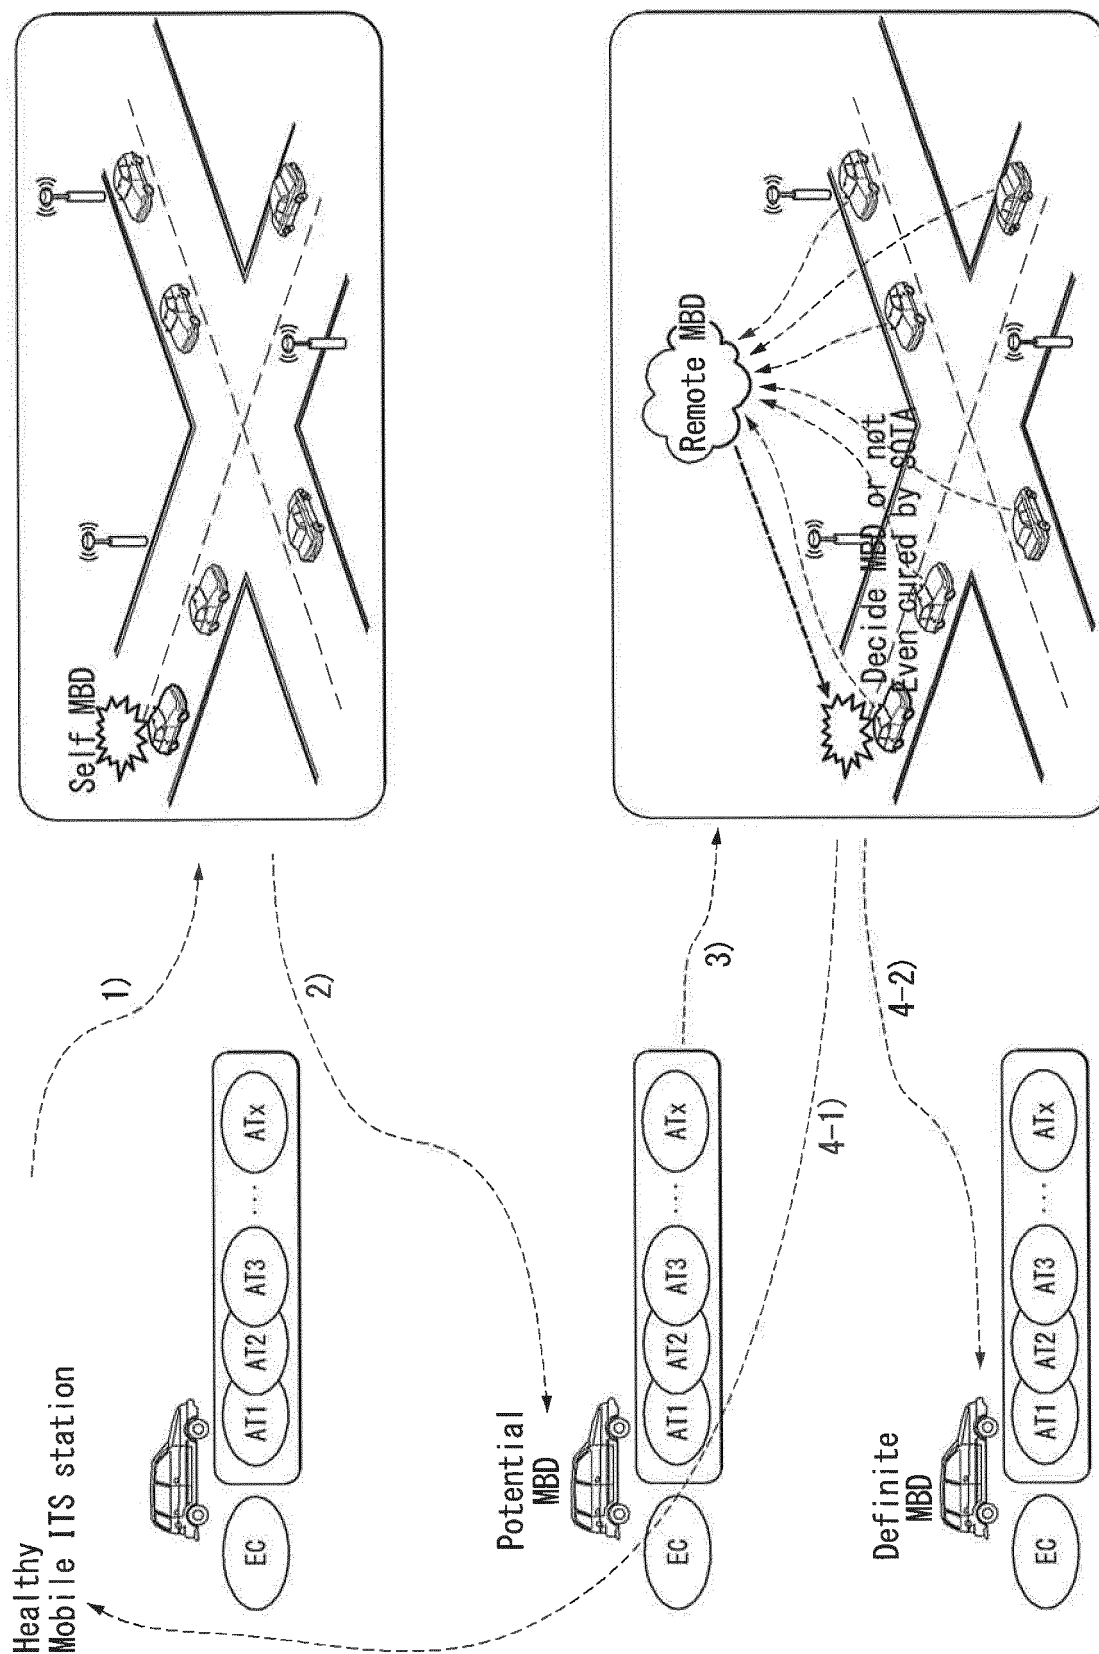 Healthy
Mobile ITS station
EC
AT1
AT2
AT3
....
ATx
1)
2)
Self MBD
Potential
MBD
EC
AT1
AT2
AT3
....
ATx
3)
4-1)
4-2)
Remote MBD
Decide MBD or not
Even cured by SOTA
Definite
MBD
EC
AT1
AT2
AT3
....
ATx